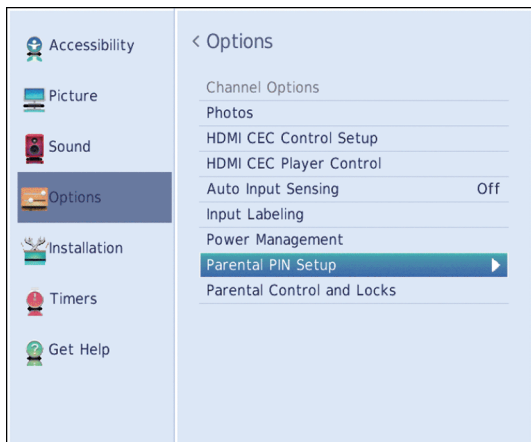 Accessibility
Picture
Sound
Options
Installation
Timers
Get Help
< Options
Channel Options
Photos
HDMI CEC Control Setup
HDMI CEC Player Control
Auto Input Sensing Off
Input Labeling
Power Management
Parental PIN Setup
Parental Control and Locks